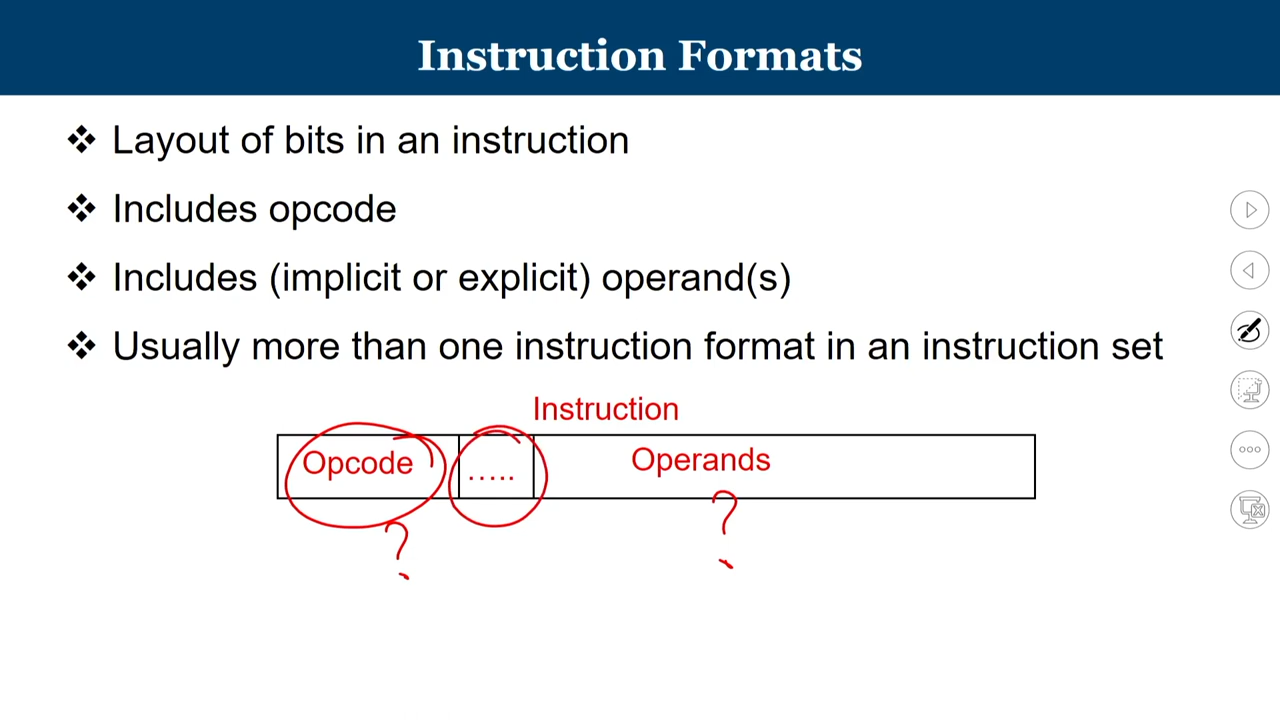 Instruction Formats
❖ Layout of bits in an instruction
❖ Includes opcode
❖ Includes (implicit or explicit) operand(s)
❖ Usually more than one instruction format in an instruction set
Instruction
Opcode ..... Operands
? ?